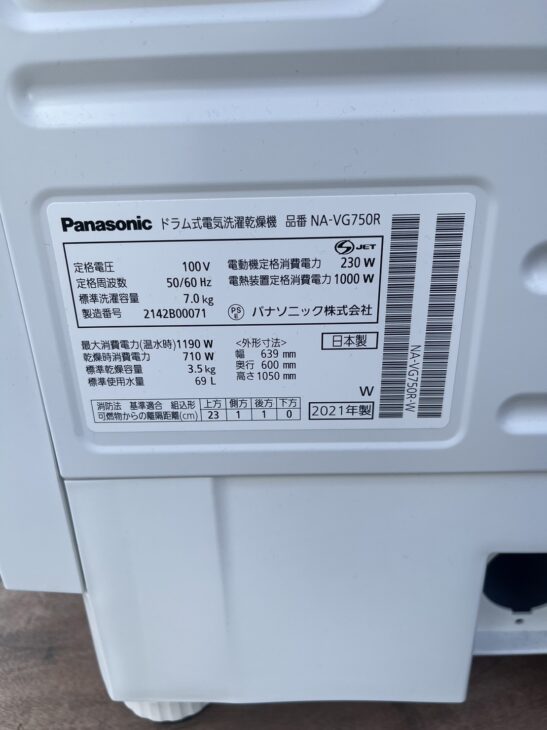 Panasonic ドラム式電気洗濯乾燥機 品番 NA-VG750R
定格電圧 100 V
定格周波数 50/60 Hz
標準洗濯容量 7.0 kg
製造番号 2142B00071
S JET
電動機定格消費電力 230 W
電熱装置定格消費電力 1000 W
PS E パナソニック株式会社
最大消費電力(温水時)1190 W
乾燥時消費電力 710 W
標準乾燥容量 3.5 kg
標準使用水量 69 L
<外形寸法>
幅 639 mm
奥行 600 mm
高さ 1050 mm
日本製
W
消防法 基準適合 組込形 上方 側方 後方 下方
可燃物からの離隔距離(cm) 23 1 1 0
2021年製
NA-VG750R-W